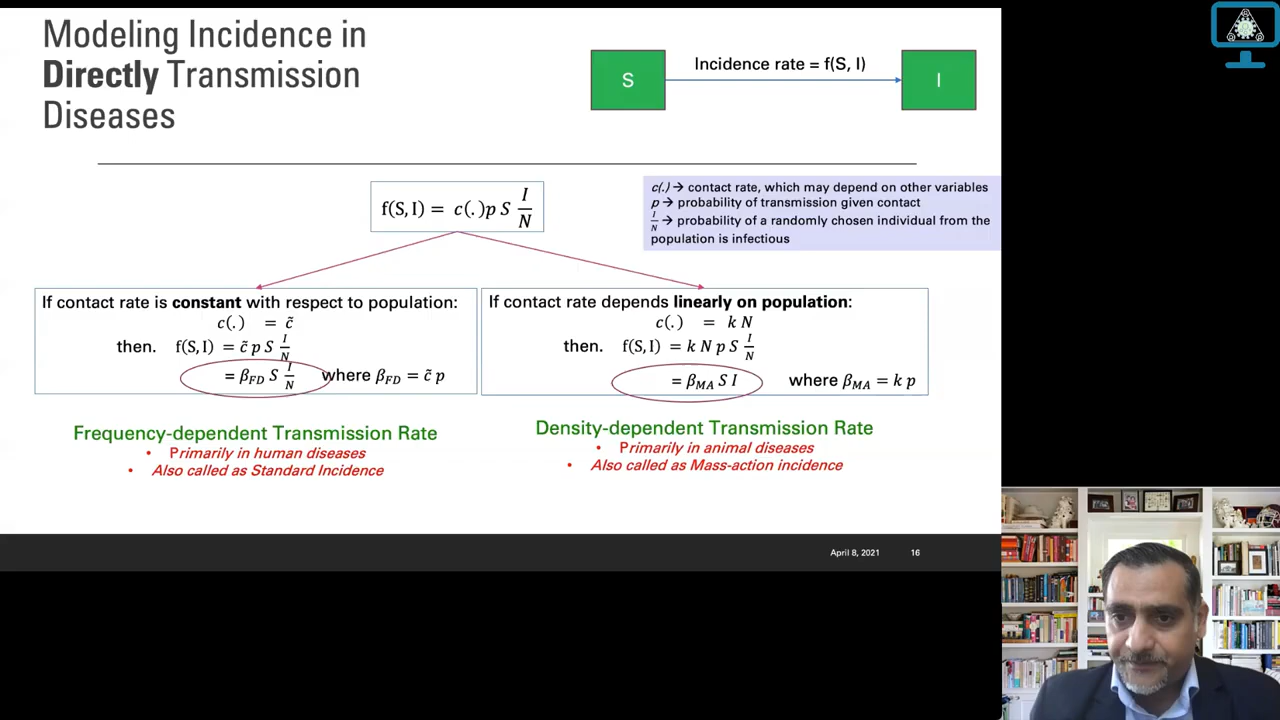 Modeling Incidence in
Directly Transmission
Diseases
S
Incidence rate = f(S, I)
I
f(S, I) = c(.)p S I/N
c(.) → contact rate, which may depend on other variables
p → probability of transmission given contact
I/N → probability of a randomly chosen individual from the
population is infectious
If contact rate is constant with respect to population:
c(.) = c̃
then. f(S, I) = c̃ p S I/N
= β_FD S I/N where β_FD = c̃ p
If contact rate depends linearly on population:
c(.) = k N
then. f(S, I) = k N p S I/N
= β_MA S I where β_MA = k p
Frequency-dependent Transmission Rate
• Primarily in human diseases
• Also called as Standard Incidence
Density-dependent Transmission Rate
• Primarily in animal diseases
• Also called as Mass-action incidence
April 8, 2021 16